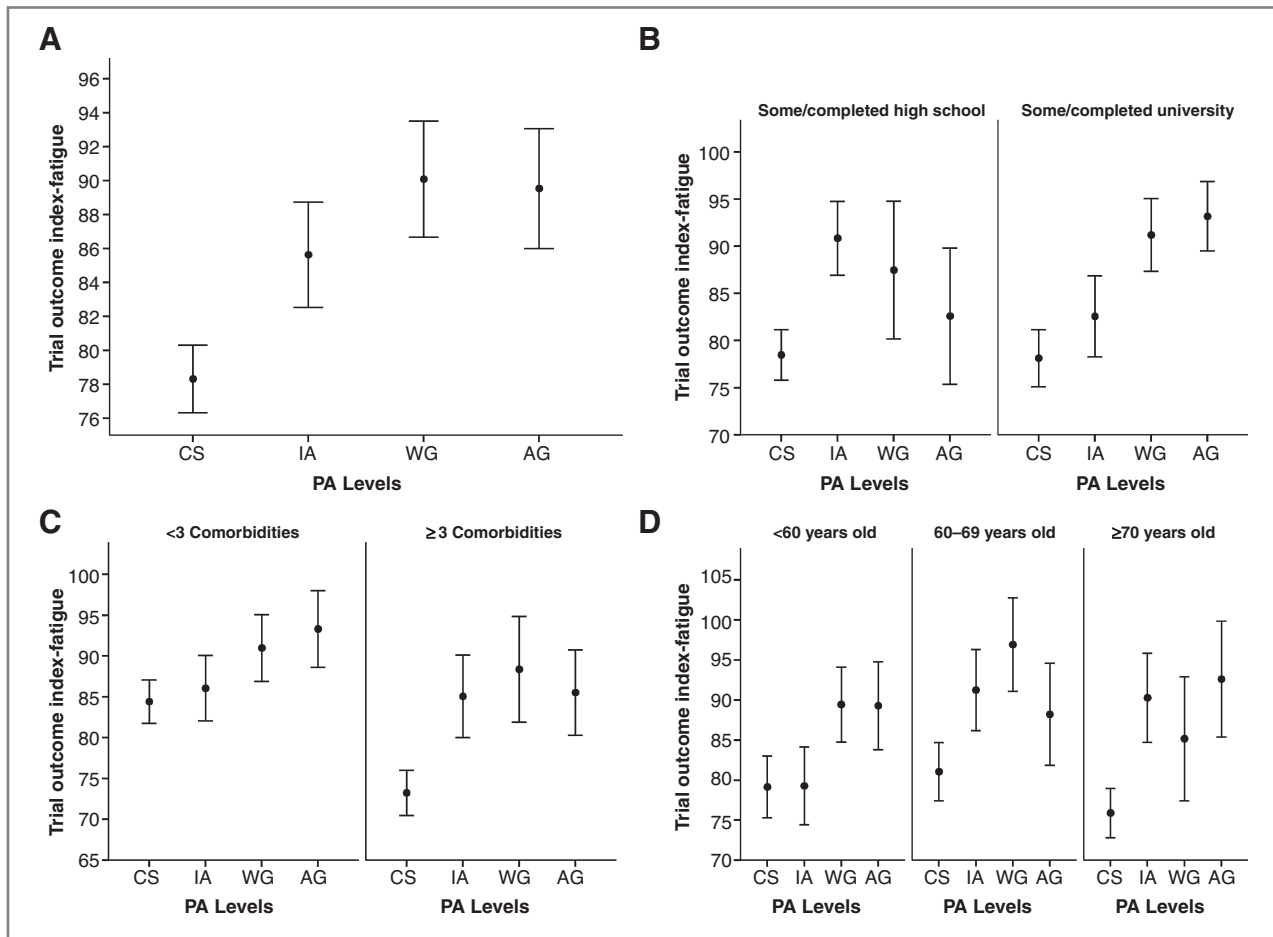 A
Trial outcome index-fatigue
96
94
92
90
88
86
84
82
80
78
76
CS IA WG AG
PA Levels
B
Some/completed high school Some/completed university
Trial outcome index-fatigue
100
95
90
85
80
75
70
CS IA WG AG CS IA WG AG
PA Levels PA Levels
C
<3 Comorbidities ≥3 Comorbidities
Trial outcome index-fatigue
100
95
90
85
80
75
70
65
CS IA WG AG CS IA WG AG
PA Levels PA Levels
D
<60 years old 60–69 years old ≥70 years old
Trial outcome index-fatigue
105
100
95
90
85
80
75
70
CS IA WG AG CS IA WG AG CS IA WG AG
PA Levels PA Levels PA Levels